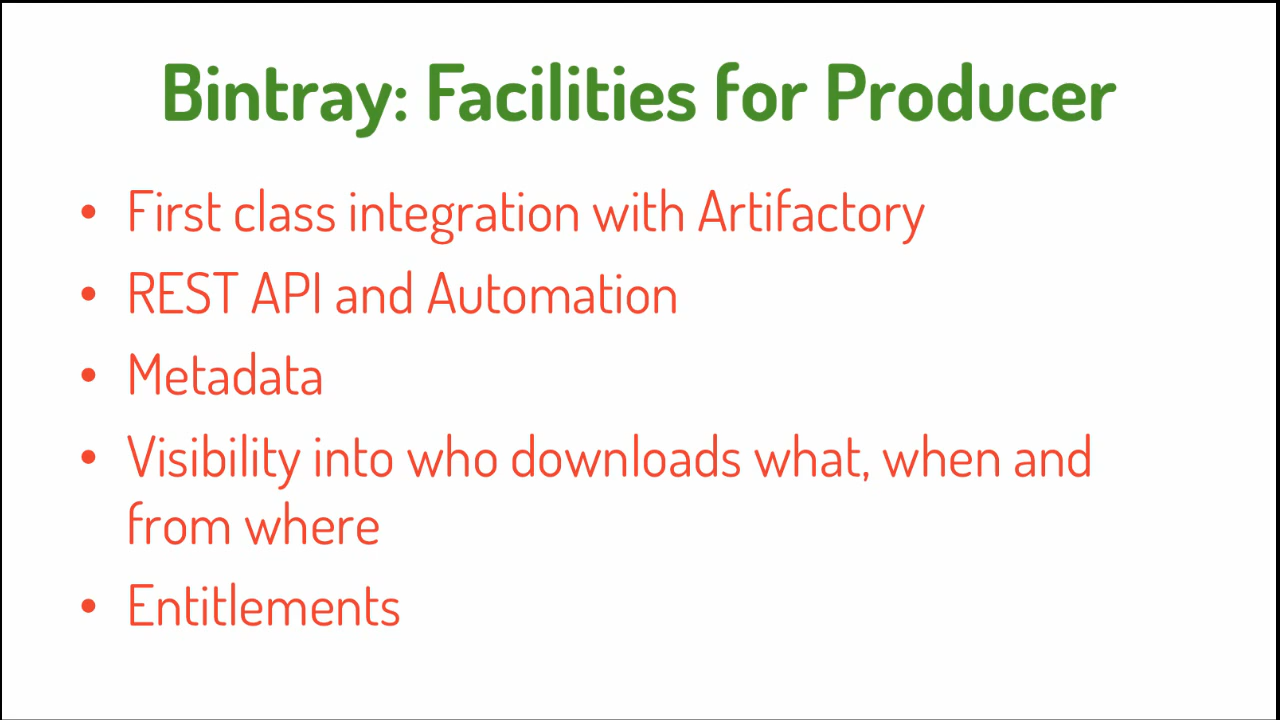 Bintray: Facilities for Producer
• First class integration with Artifactory
• REST API and Automation
• Metadata
• Visibility into who downloads what, when and
from where
• Entitlements